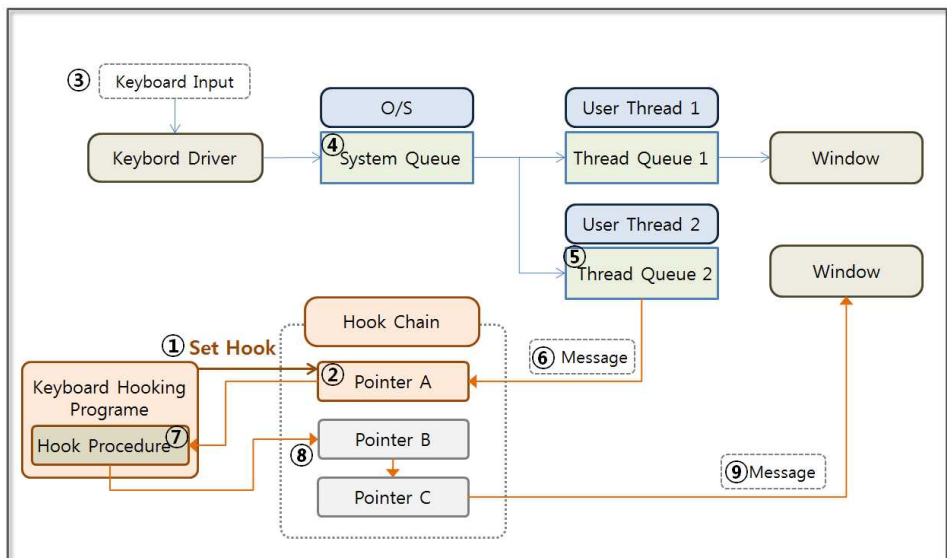 ③ Keyboard Input
O/S
User Thread 1
Keybord Driver
④ System Queue
Thread Queue 1
Window
User Thread 2
⑤ Thread Queue 2
Window
Hook Chain
① Set Hook
⑥ Message
② Pointer A
Keyboard Hooking
Programe
Hook Procedure ⑦
Pointer B
⑧
⑨ Message
Pointer C